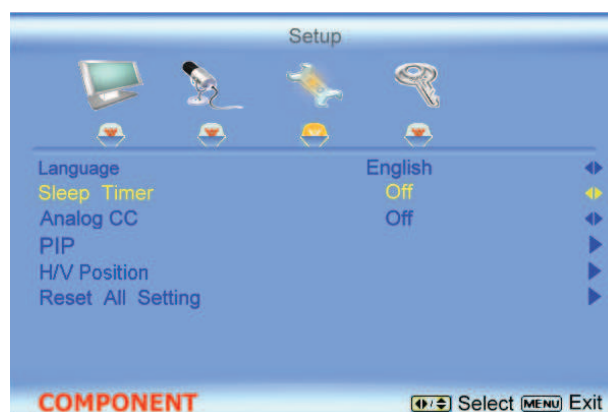 Setup
Language English
Sleep Timer Off
Analog CC Off
PIP
H/V Position
Reset All Setting
COMPONENT Select MENU Exit